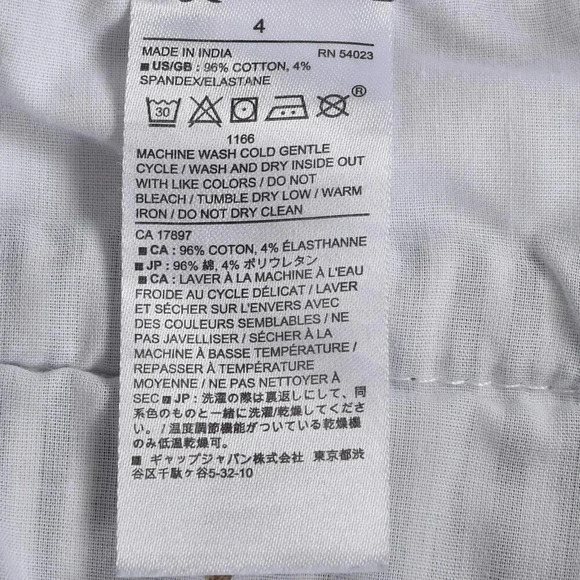 4
MADE IN INDIA RN 54023
■ US/GB : 96% COTTON, 4%
SPANDEX/ELASTANE
30 ®
1166
MACHINE WASH COLD GENTLE
CYCLE / WASH AND DRY INSIDE OUT
WITH LIKE COLORS / DO NOT
BLEACH / TUMBLE DRY LOW / WARM
IRON / DO NOT DRY CLEAN
CA 17897
■ CA : 96% COTON, 4% ÉLASTHANNE
■ JP : 96% 綿, 4% ポリウレタン
■ CA : LAVER À LA MACHINE À L'EAU
FROIDE AU CYCLE DÉLICAT / LAVER
ET SÉCHER SUR L'ENVERS AVEC
DES COULEURS SEMBLABLES / NE
PAS JAVELLISER / SÉCHER À LA
MACHINE À BASSE TEMPÉRATURE /
REPASSER À TEMPÉRATURE
MOYENNE / NE PAS NETTOYER À
SEC ■ JP : 洗濯の際は裏返しにして、同
系色のものと一緒に洗濯/乾燥してくださ
い。/ 温度調節機能がついている乾燥機
のみ低温乾燥可。
■ ギャップジャパン株式会社 東京都渋
谷区千駄ヶ谷5-32-10